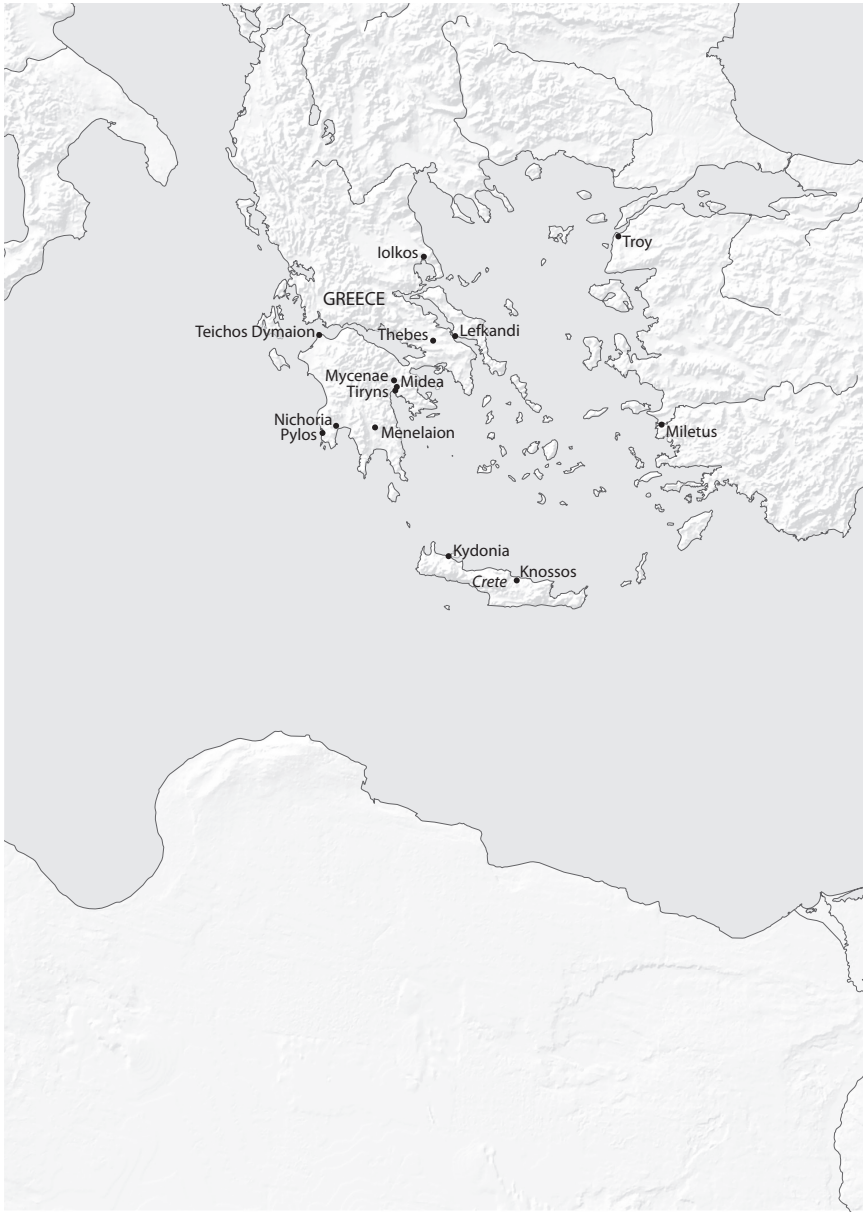 Troy
Iolkos
GREECE
Teichos Dymaion
Thebes
Lefkandi
Mycenae
Midea
Tiryns
Nichoria
Pylos
Menelaion
Miletus
Kydonia
Knossos
Crete